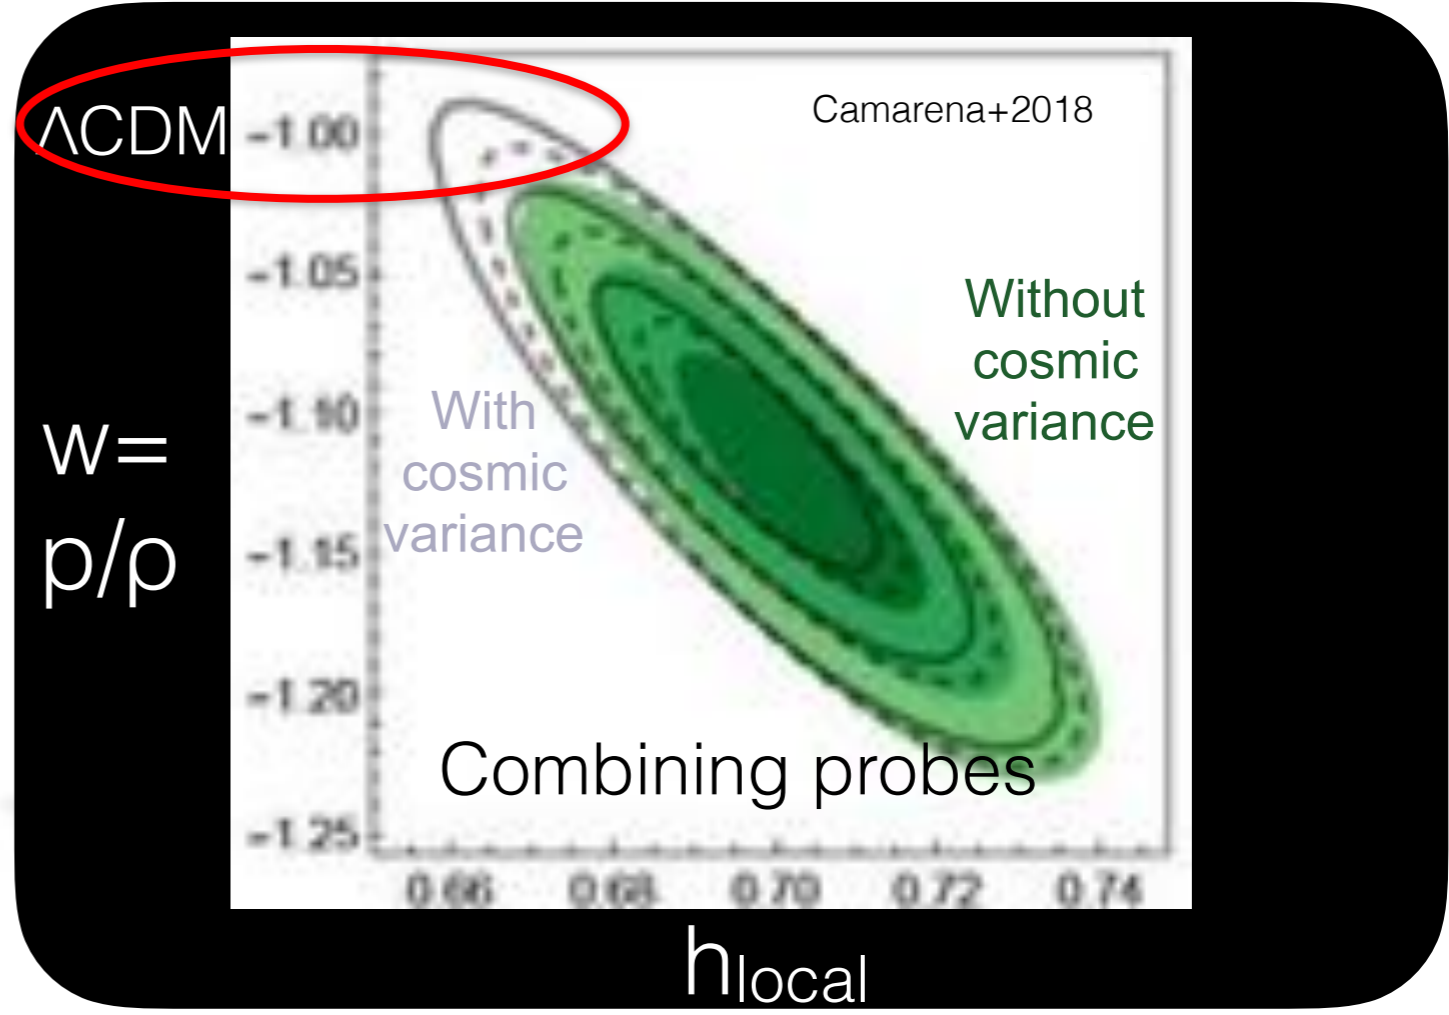 ΛCDM
Camarena+2018
-1.00
-1.05
-1.10
-1.15
-1.20
-1.25
w=
p/ρ
With
cosmic
variance
Without
cosmic
variance
Combining probes
0.66 0.68 0.70 0.72 0.74
hlocal